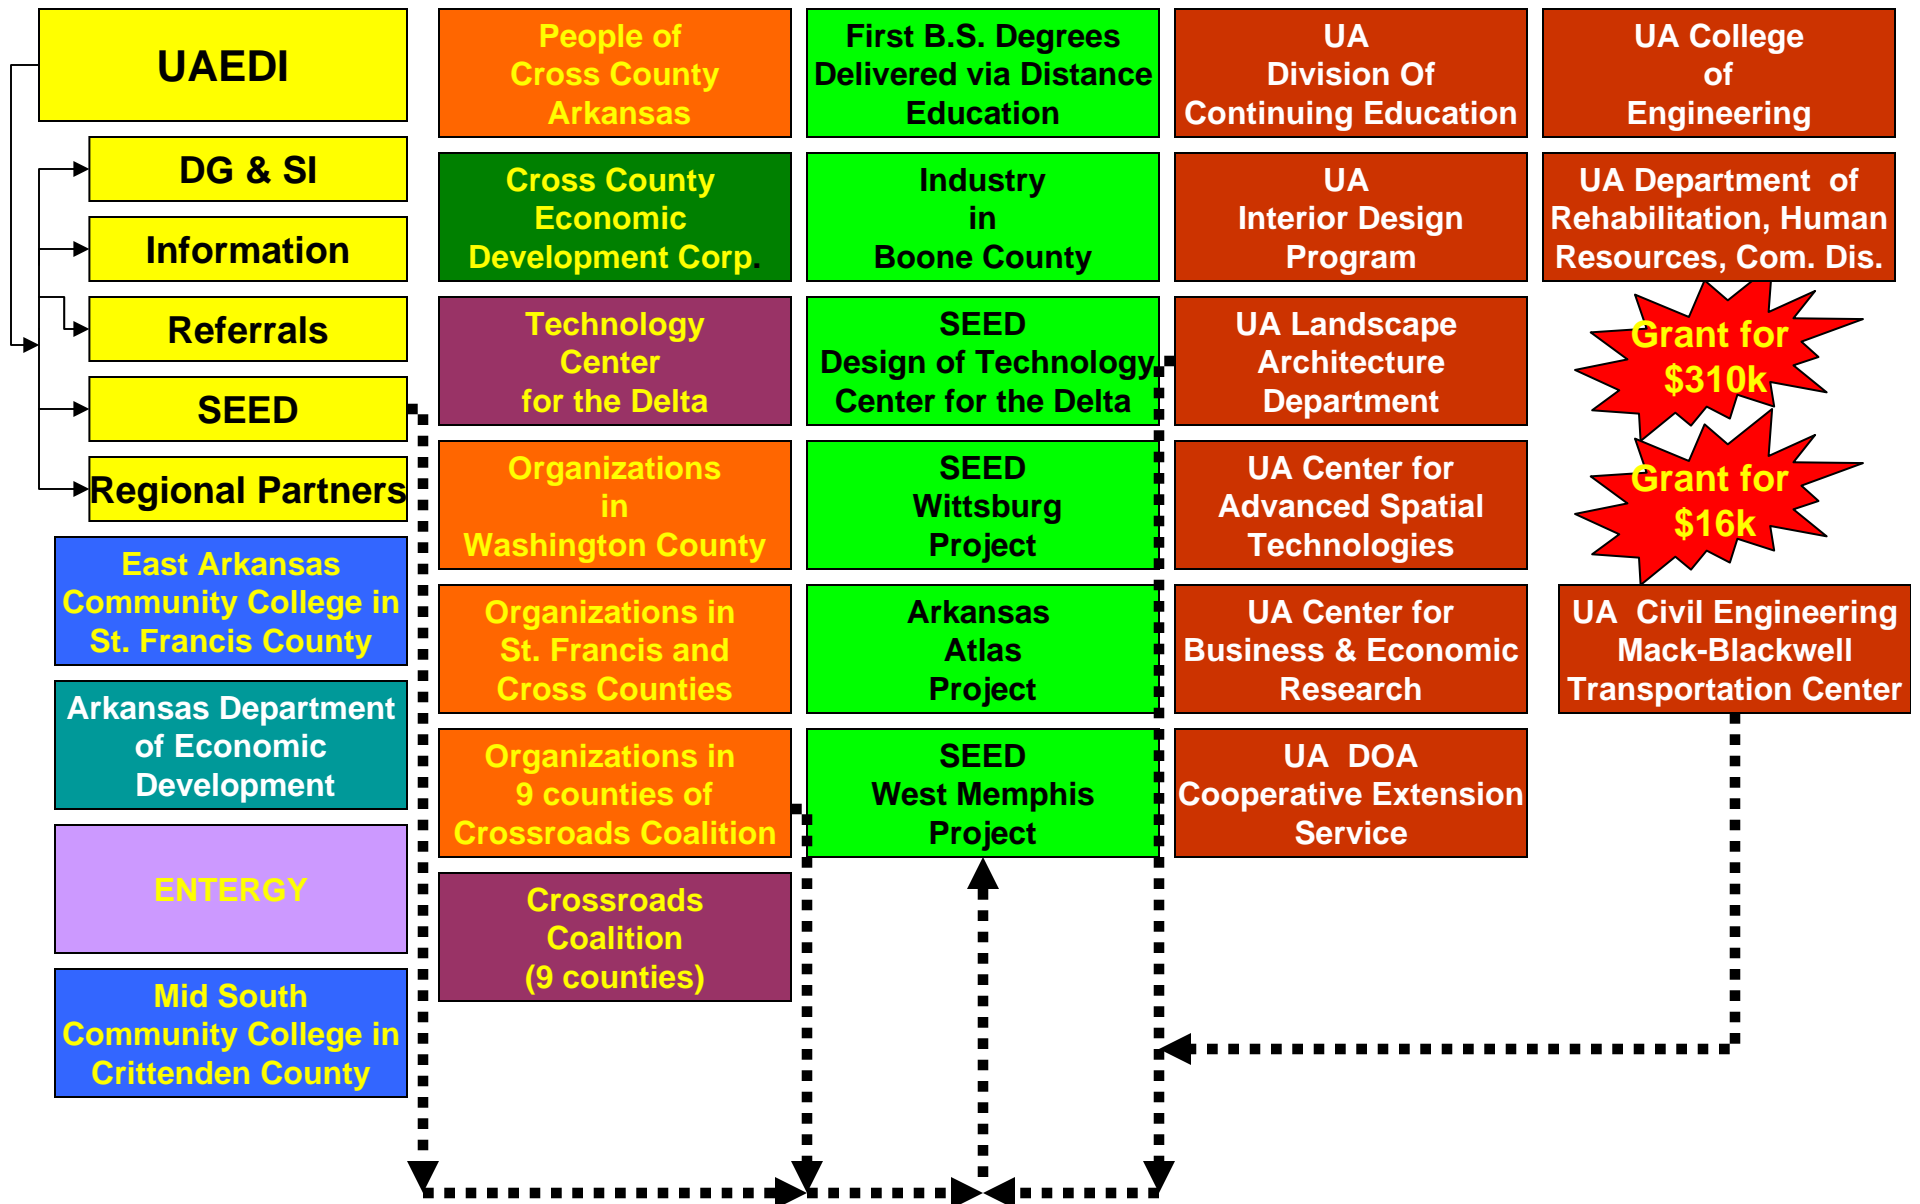 UAEDI
DG & SI
Information
Referrals
SEED
Regional Partners
East Arkansas
Community College in
St. Francis County
Arkansas Department
of Economic
Development
ENTERGY
Mid South
Community College in
Crittenden County
People of
Cross County
Arkansas
Cross County
Economic
Development Corp.
Technology
Center
for the Delta
Organizations
in
Washington County
Organizations in
St. Francis and
Cross Counties
Organizations in
9 counties of
Crossroads Coalition
Crossroads
Coalition
(9 counties)
First B.S. Degrees
Delivered via Distance
Education
Industry
in
Boone County
SEED
Design of Technology
Center for the Delta
SEED
Wittsburg
Project
Arkansas
Atlas
Project
SEED
West Memphis
Project
UA
Division Of
Continuing Education
UA
Interior Design
Program
UA Landscape
Architecture
Department
UA Center for
Advanced Spatial
Technologies
UA Center for
Business & Economic
Research
UA DOA
Cooperative Extension
Service
UA College
of
Engineering
UA Department of
Rehabilitation, Human
Resources, Com. Dis.
Grant for
$310k
Grant for
$16k
UA Civil Engineering
Mack-Blackwell
Transportation Center